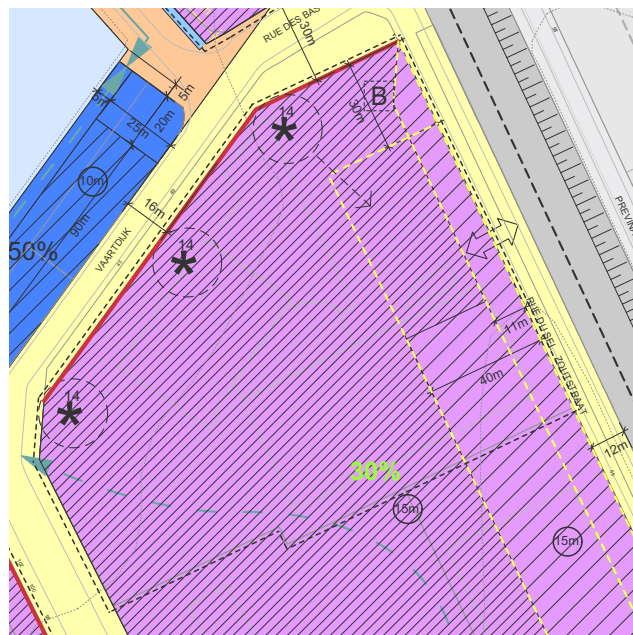 RUE DES BAS
30m
5m
5m
20m
25m
10m
90m
50%
16m
VAARTDIJK
14
30m
B
14
14
PREVIN
RUE DU SEL
ZOUTSTRAAT
11m
40m
12m
30%
15m
15m